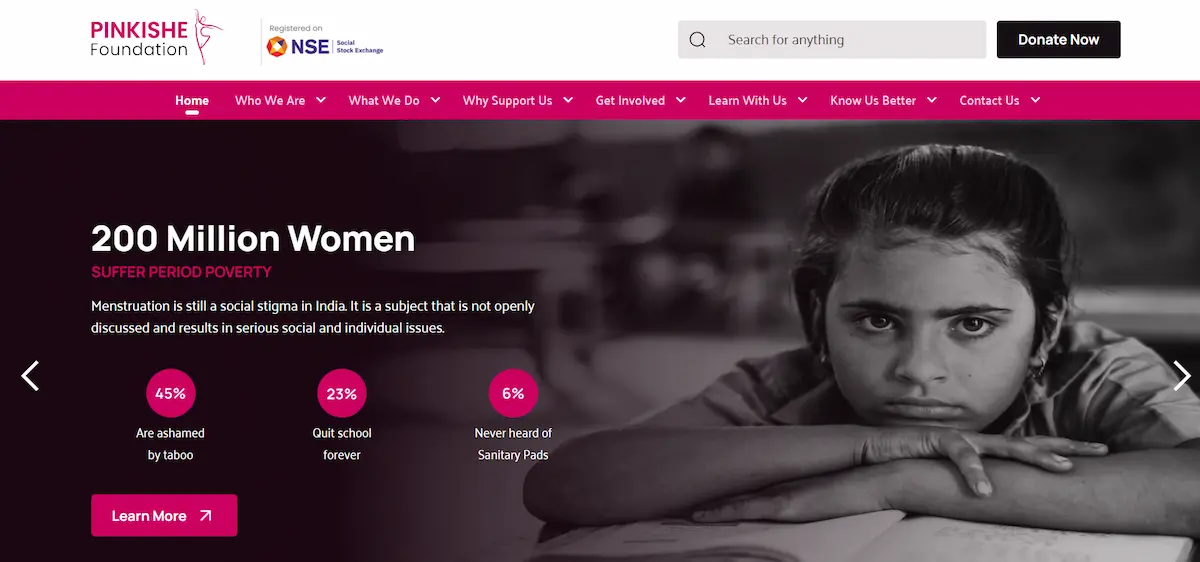 PINKISHE
Foundation
Registered on
NSE Social
Stock Exchange
Search for anything
Donate Now
Home Who We Are What We Do Why Support Us Get Involved Learn With Us Know Us Better Contact Us
200 Million Women
SUFFER PERIOD POVERTY
Menstruation is still a social stigma in India. It is a subject that is not openly
discussed and results in serious social and individual issues.
45%
Are ashamed
by taboo
23%
Quit school
forever
6%
Never heard of
Sanitary Pads
Learn More